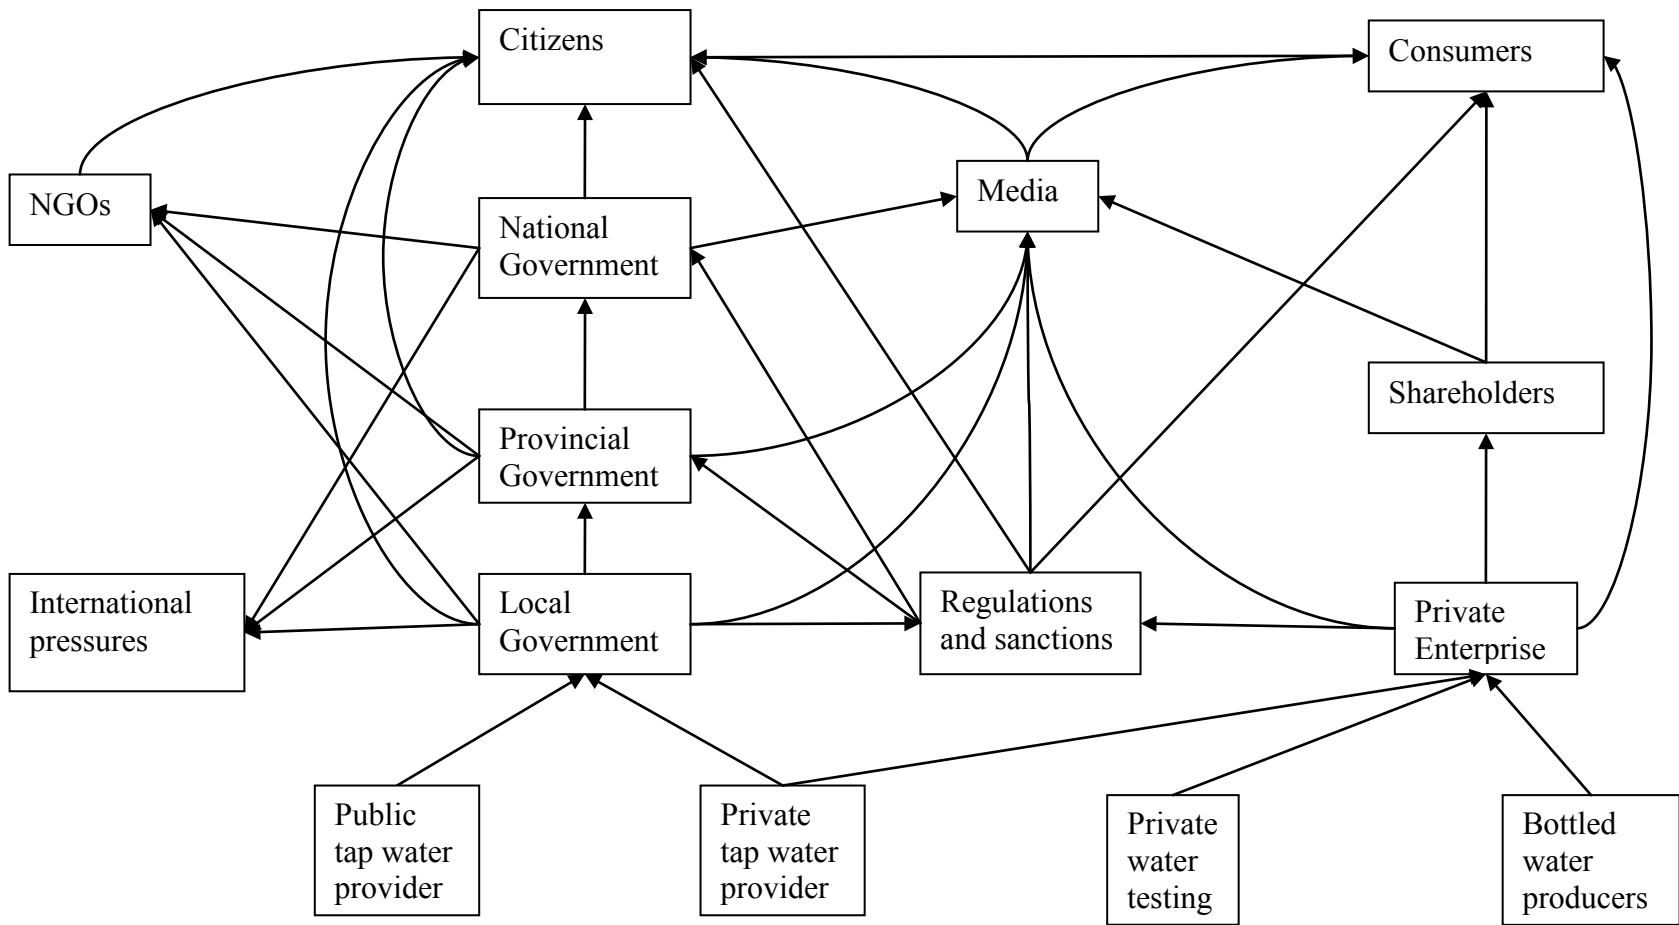 Citizens
Consumers
NGOs
Media
National
Government
Shareholders
Provincial
Government
International
pressures
Local
Government
Regulations
and sanctions
Private
Enterprise
Public
tap water
provider
Private
tap water
provider
Private
water
testing
Bottled
water
producers